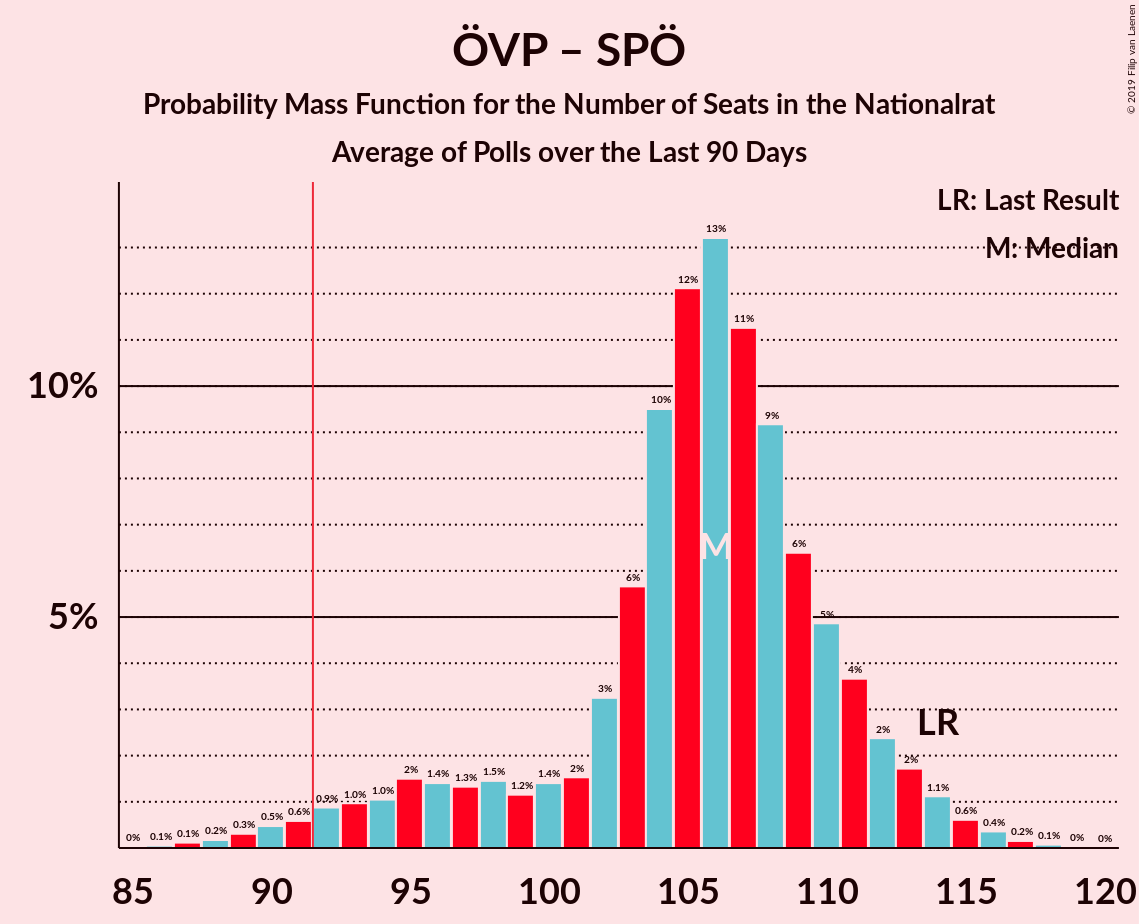 ÖVP – SPÖ
Probability Mass Function for the Number of Seats in the Nationalrat
Average of Polls over the Last 90 Days
© 2019 Filip van Laenen
LR: Last Result
M: Median
10%
5%
0% 0.1% 0.1% 0.2% 0.3% 0.5% 0.6% 0.9% 1.0% 1.0% 2% 1.4% 1.3% 1.5% 1.2% 1.4% 2% 3% 6% 10% 12% 13% 11% 9% 6% 5% 4% 2% 2% 1.1% 0.6% 0.4% 0.2% 0.1% 0% 0%
M
LR
85 90 95 100 105 110 115 120